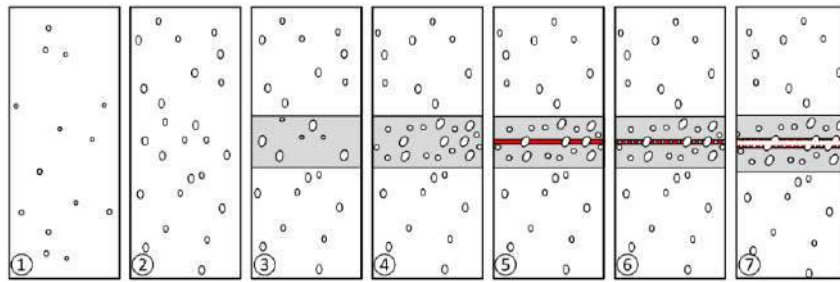 ① ② ③ ④ ⑤ ⑥ ⑦